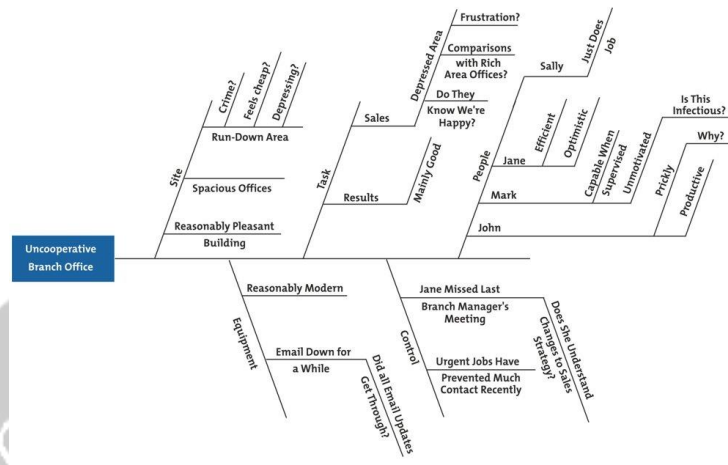 Uncooperative
Branch Office
Site
Crime?
Feels cheap?
Depressing?
Run-Down Area
Spacious Offices
Reasonably Pleasant
Building
Task
Sales
Depressed Area
Frustration?
Comparisons
with Rich
Area Offices?
Do They
Know We're
Happy?
Results
Mainly Good
People
Sally
Just Does
Job
Jane
Efficient
Optimistic
Mark
Capable When
Supervised
Unmotivated
Is This
Infectious?
John
Prickly
Why?
Productive
Equipment
Reasonably Modern
Email Down for
a While
Did all Email Updates
Get Through?
Control
Jane Missed Last
Branch Manager's
Meeting
Does She Understand
Changes to Sales
Strategy?
Urgent Jobs Have
Prevented Much
Contact Recently